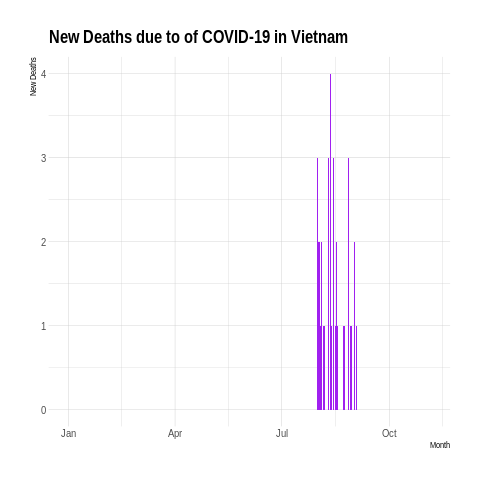 New Deaths due to of COVID-19 in Vietnam
New Deaths
4
3
2
1
0
Jan Apr Jul Oct
Month